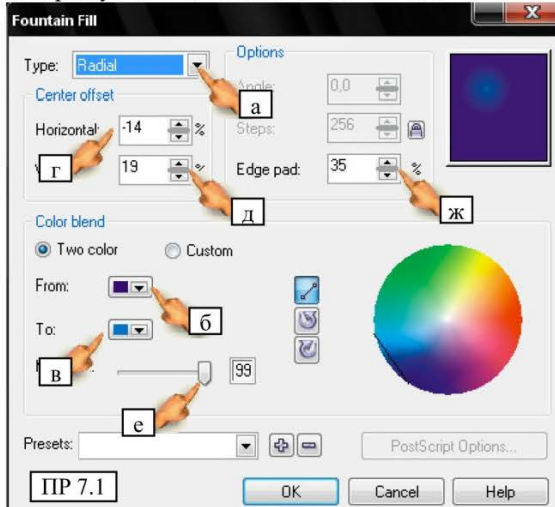 Fountain Fill
Type: Radial
Options
Angle: 0,0
а
Center offset
Horizontal: -14 %
Steps: 256
г
19 %
Edge pad: 35 %
д
ж
Color blend
Two color Custom
From:
б
To:
в
99
е
Presets:
PostScript Options...
ПР 7.1
OK Cancel Help